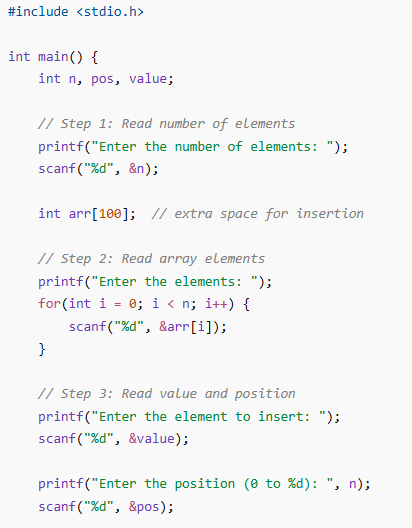 #include <stdio.h>
int main() {
int n, pos, value;
// Step 1: Read number of elements
printf("Enter the number of elements: ");
scanf("%d", &n);
int arr[100];  // extra space for insertion
// Step 2: Read array elements
printf("Enter the elements: ");
for(int i = 0; i < n; i++) {
scanf("%d", &arr[i]);
}
// Step 3: Read value and position
printf("Enter the element to insert: ");
scanf("%d", &value);
printf("Enter the position (0 to %d): ", n);
scanf("%d", &pos);